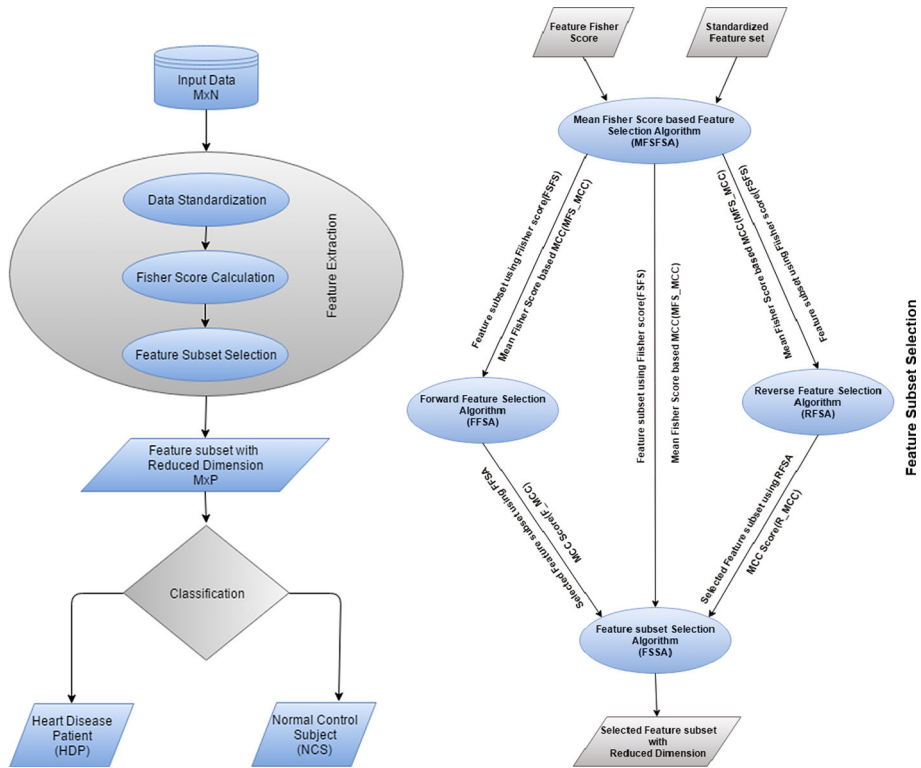 Input Data
MxN
Data Standardization
Fisher Score Calculation
Feature Subset Selection
Feature Extraction
Feature subset with
Reduced Dimension
MxP
Classification
Heart Disease
Patient
(HDP)
Normal Control
Subject
(NCS)
Feature Fisher
Score
Standardized
Feature set
Mean Fisher Score based Feature
Selection Algorithm
(MFSFSA)
Feature subset using Fiisher score(FSFS)
Mean Fisher Score based MCC(MFS_MCC)
Feature subset using Fiisher score(FSFS)
Mean Fisher Score based MCC(MFS_MCC)
Feature subset using Fiisher score(FSFS)
Mean Fisher Score based MCC(MFS_MCC)
Forward Feature Selection
Algorithm
(FFSA)
Reverse Feature Selection
Algorithm
(RFSA)
Selected Feature subset using FFSA
MCC Score(F_MCC)
Selected Feature subset using RFSA
MCC Score(R_MCC)
Feature subset Selection
Algorithm
(FSSA)
Selected Feature subset
with
Reduced Dimension
Feature Subset Selection